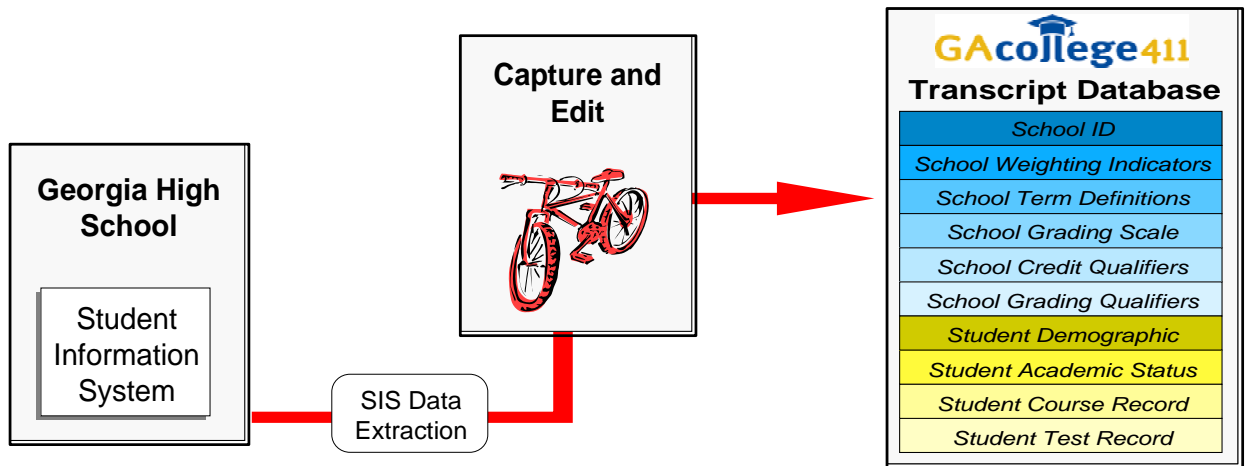 Georgia High
School
Student
Information
System
SIS Data
Extraction
Capture and
Edit
GAcollege411
Transcript Database
School ID
School Weighting Indicators
School Term Definitions
School Grading Scale
School Credit Qualifiers
School Grading Qualifiers
Student Demographic
Student Academic Status
Student Course Record
Student Test Record